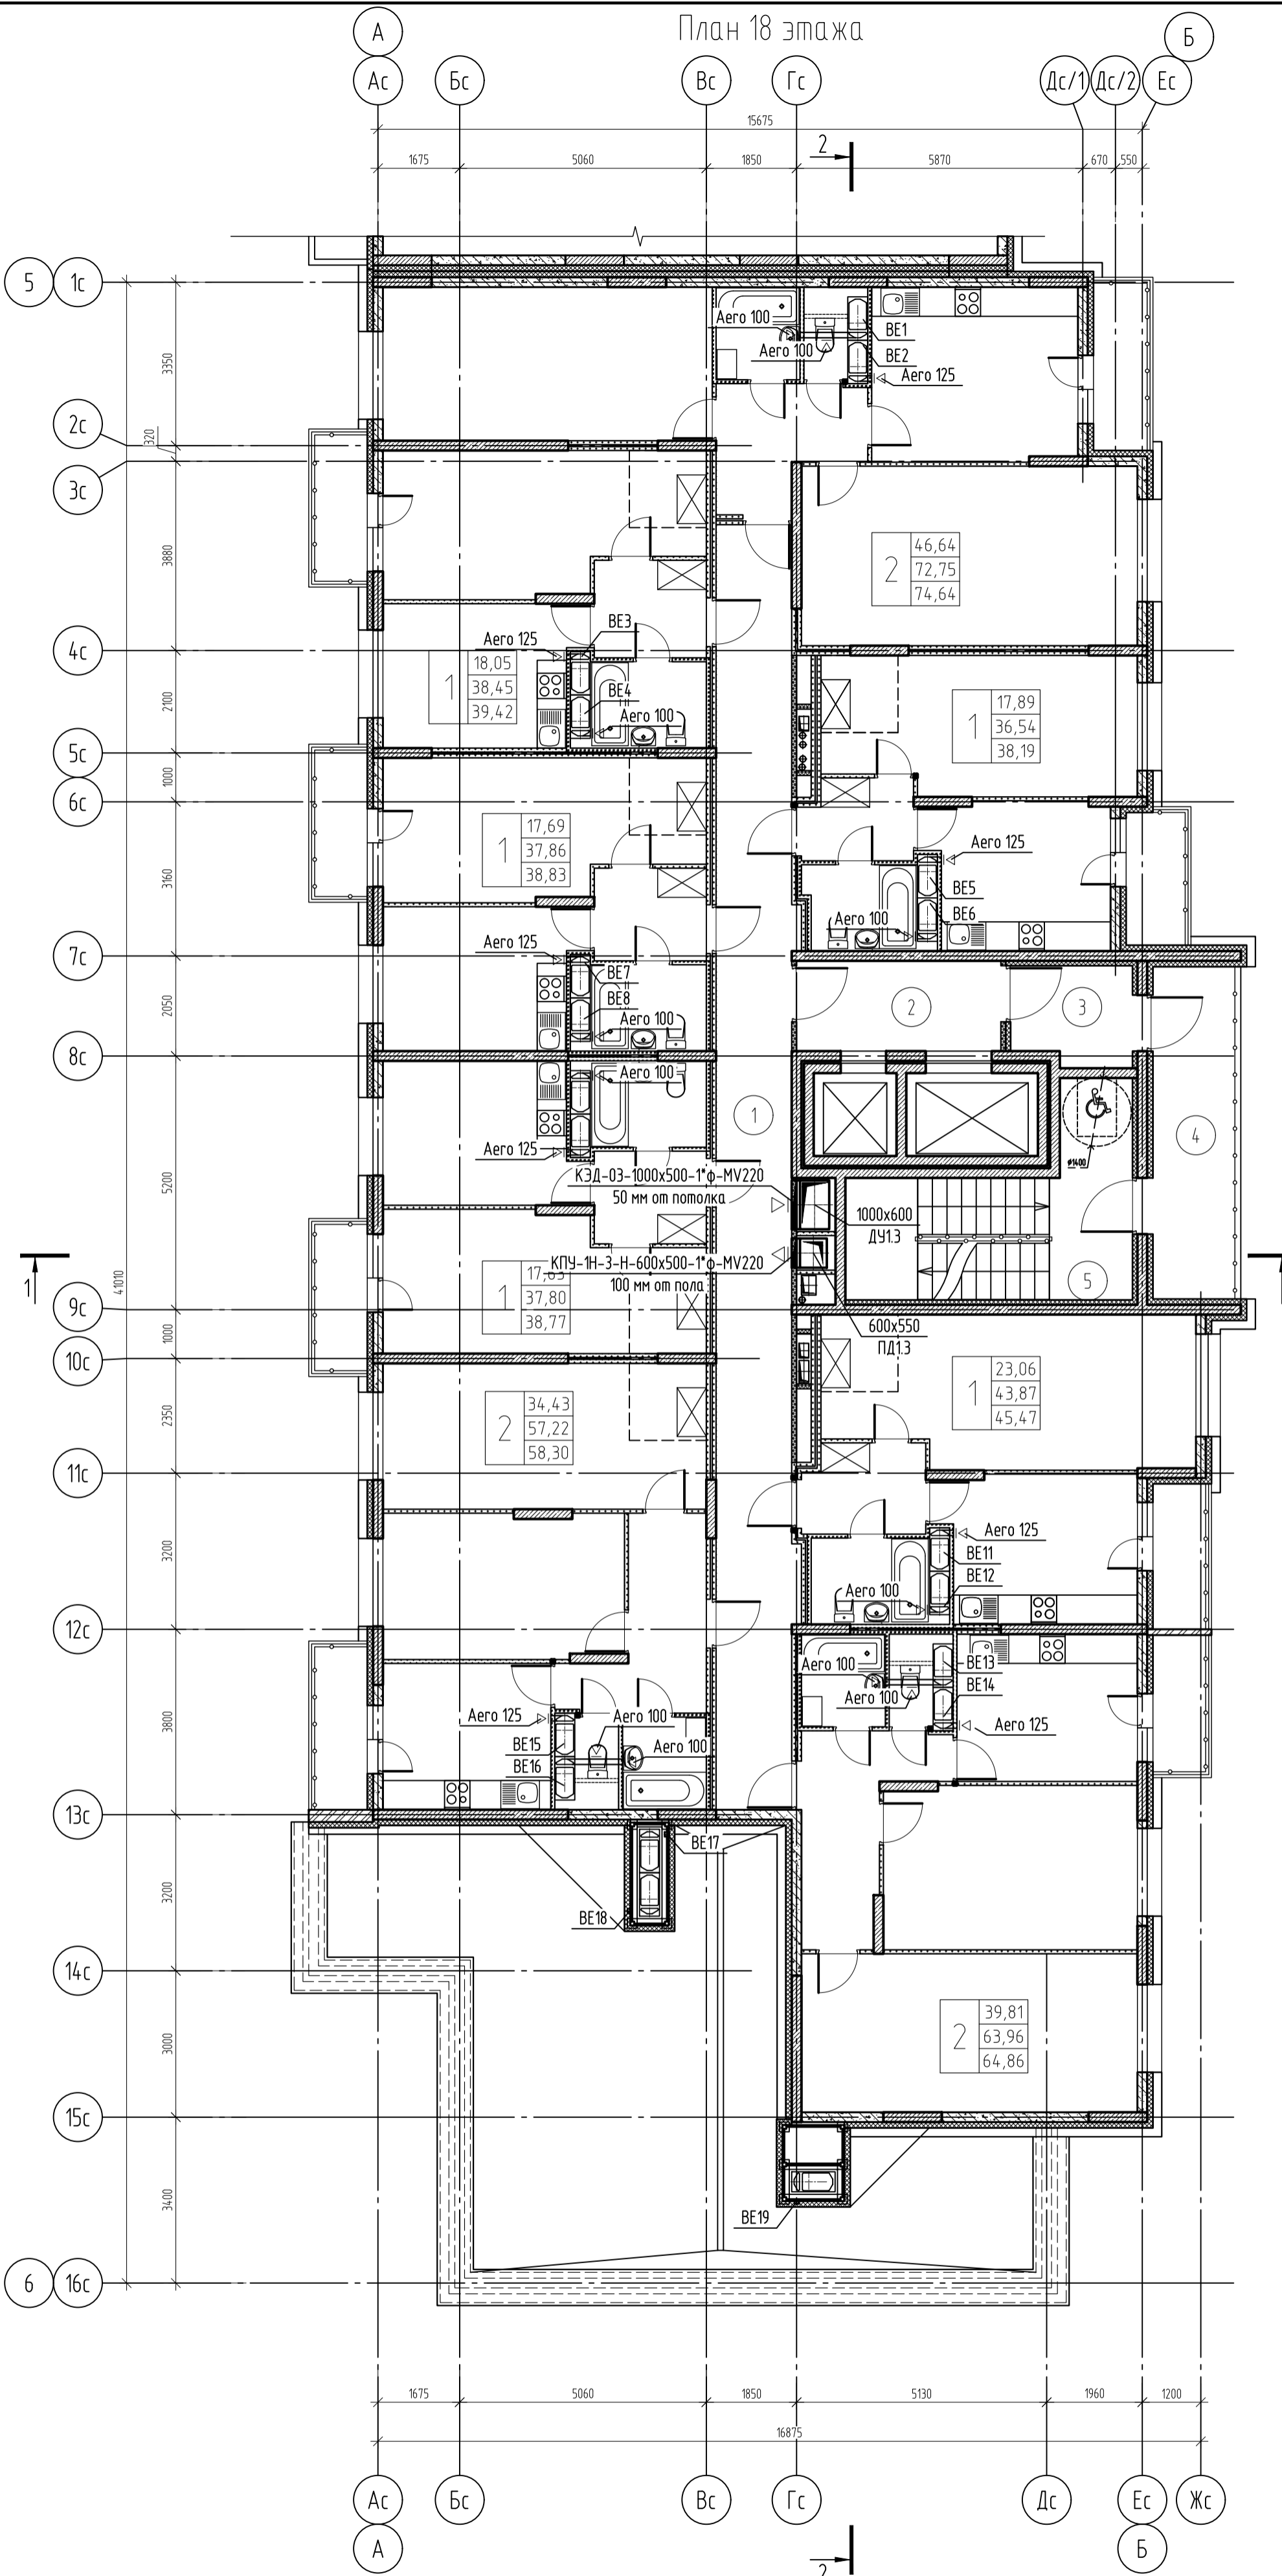 План 18 этажа
А
Б
Ас
Бс
Вс
Гс
Дс/1
Дс/2
Ес
15675
1675
5060
1850
2
5870
670
550
5
1с
3350
Aero 100
ВЕ1
Aero 100
ВЕ2
Aero 125
2с
320
3с
3880
2
46,64
72,75
74,64
4с
Aero 125
ВЕ3
1
18,05
38,45
39,42
ВЕ4
Aero 100
2100
1
17,89
36,54
38,19
5с
1000
6с
1
17,69
37,86
38,83
3160
Aero 125
ВЕ5
ВЕ6
Aero 100
7с
Aero 125
ВЕ7
ВЕ8
Aero 100
2050
2
3
8с
Aero 100
1
4
Aero 125
5200
КЭД-03-1000х500-1*ф-MV220
50 мм от потолка
ø1400
1000х600
ДУ1.3
КПУ-1Н-З-Н-600х500-1*ф-MV220
100 мм от пола
5
1
41010
1
17,63
37,80
38,77
9с
600х550
ПД1.3
1000
10с
2350
2
34,43
57,22
58,30
1
23,06
43,87
45,47
11с
3200
Aero 125
ВЕ11
ВЕ12
Aero 100
12с
Aero 100
ВЕ13
ВЕ14
Aero 100
Aero 125
3800
Aero 125
Aero 100
ВЕ15
Aero 100
ВЕ16
13с
ВЕ17
3200
ВЕ18
14с
3000
2
39,81
63,96
64,86
15с
3400
ВЕ19
6
16с
1675
5060
1850
5130
1960
1200
16875
Ас
Бс
Вс
Гс
Дс
Ес
Жс
А
Б
2